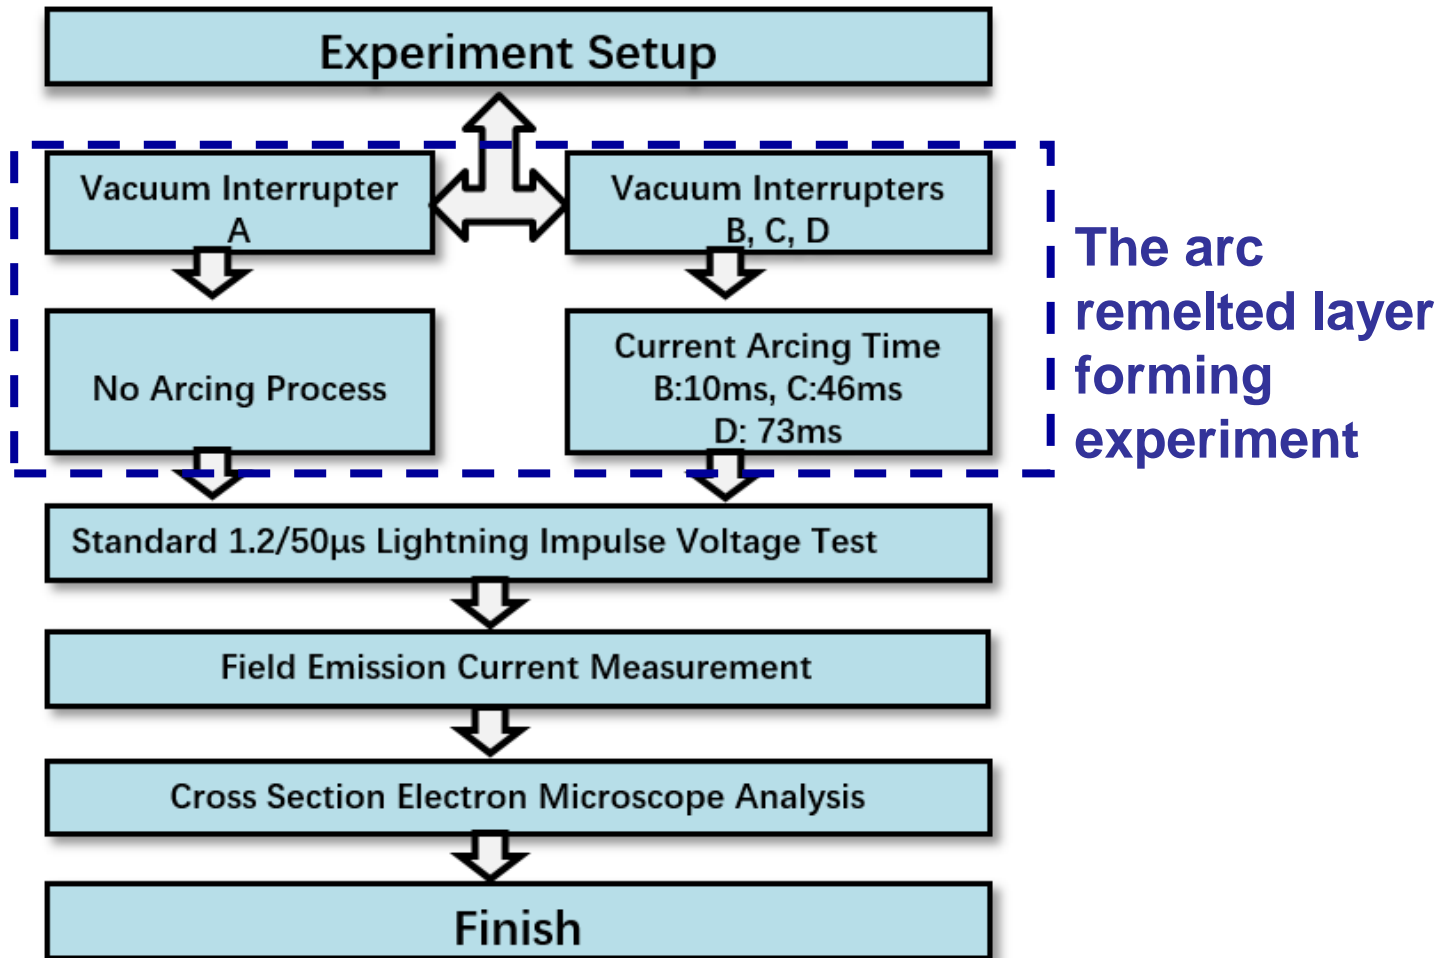 Experiment Setup
Vacuum Interrupter
A
Vacuum Interrupters
B, C, D
No Arcing Process
Current Arcing Time
B:10ms, C:46ms
D: 73ms
The arc
remelted layer
forming
experiment
Standard 1.2/50μs Lightning Impulse Voltage Test
Field Emission Current Measurement
Cross Section Electron Microscope Analysis
Finish